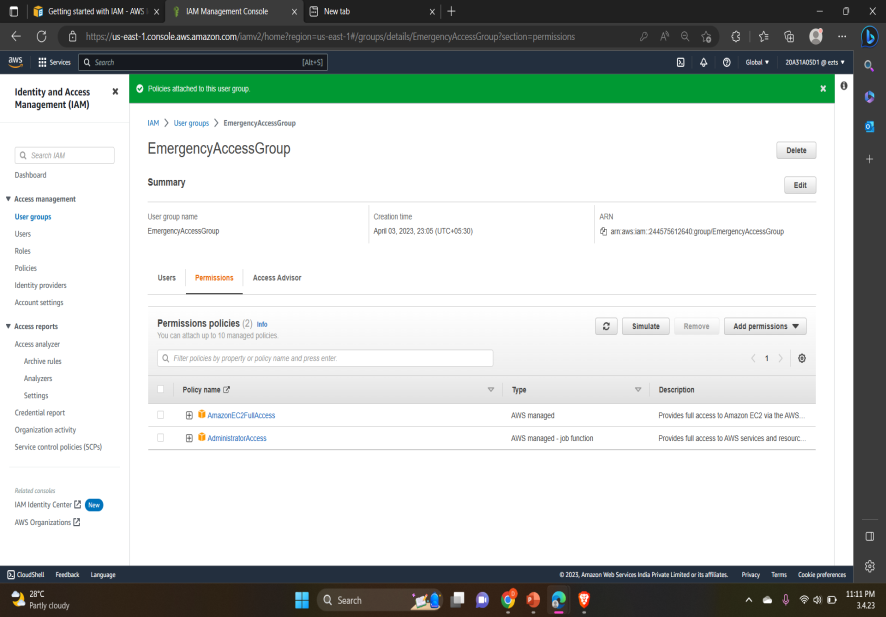 Getting started with IAM - AWS
IAM Management Console
New tab
https://us-east-1.console.aws.amazon.com/iamv2/home?region=us-east-1#/groups/details/EmergencyAccessGroup?section=permissions
aws
Services
Search
[Alt+S]
Global
20A31A05D1 @ ezts
Identity and Access Management (IAM)
Policies attached to this user group.
IAM
User groups
EmergencyAccessGroup
EmergencyAccessGroup
Delete
Search IAM
Summary
Edit
Dashboard
Access management
User groups
Users
Roles
Policies
Identity providers
Account settings
Access reports
Access analyzer
Archive rules
Analyzers
Settings
Credential report
Organization activity
Service control policies (SCPs)
Related consoles
IAM Identity Center
New
AWS Organizations
User group name
EmergencyAccessGroup
Creation time
April 03, 2023, 23:05 (UTC+05:30)
ARN
arn:aws:iam::244575612640:group/EmergencyAccessGroup
Users
Permissions
Access Advisor
Permissions policies (2) Info
You can attach up to 10 managed policies.
Simulate
Remove
Add permissions
Filter policies by property or policy name and press enter.
1
Policy name
Type
Description
AmazonEC2FullAccess
AWS managed
Provides full access to Amazon EC2 via the AWS...
AdministratorAccess
AWS managed - job function
Provides full access to AWS services and resourc...
CloudShell
Feedback
Language
© 2023, Amazon Web Services India Private Limited or its affiliates.
Privacy
Terms
Cookie preferences
28°C
Partly cloudy
Search
11:11 PM
3.4.23